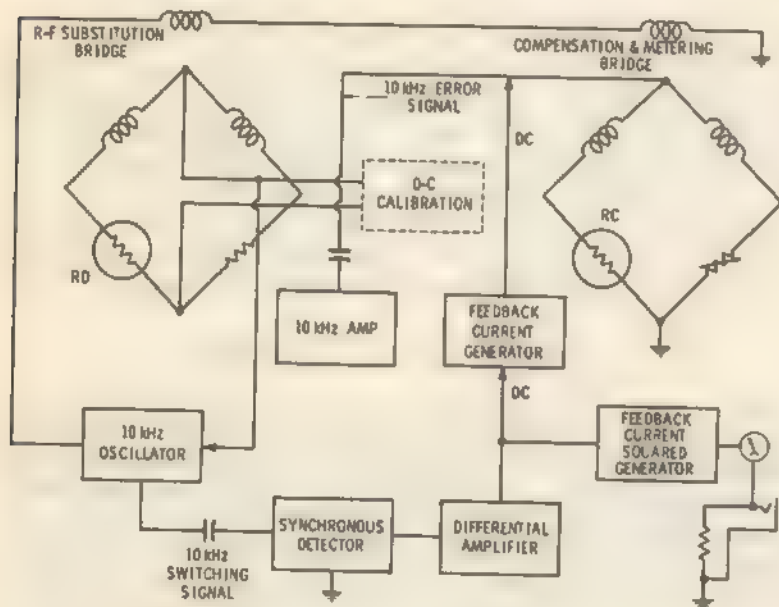 R-F SUBSTITUTION
BRIDGE
COMPENSATION & METERING
BRIDGE
10 kHz ERROR
SIGNAL
DC
D-C
CALIBRATION
RD
RC
10 kHz AMP
FEEDBACK
CURRENT
GENERATOR
DC
10 kHz
OSCILLATOR
FEEDBACK
CURRENT
SQUARED
GENERATOR
SYNCHRONOUS
DETECTOR
DIFFERENTIAL
AMPLIFIER
10 kHz
SWITCHING
SIGNAL